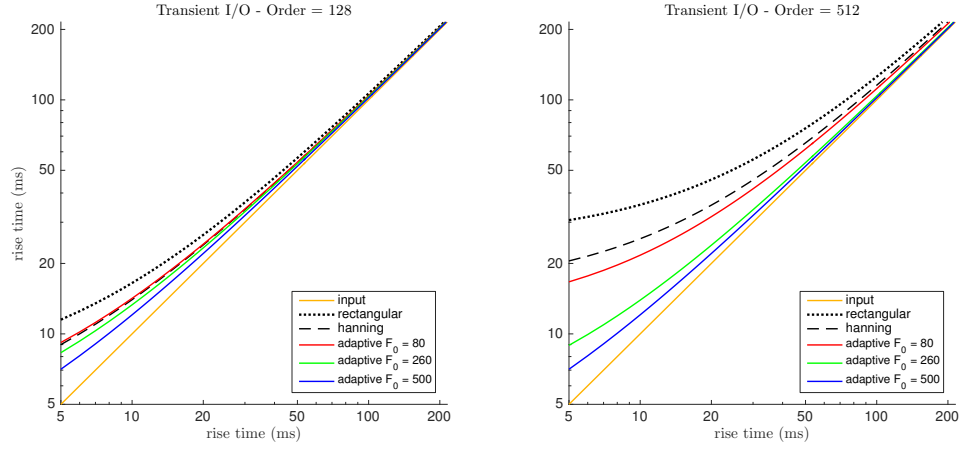 Transient I/O - Order = 128
rise time (ms)
200
100
50
20
10
5
5
10
20
50
100
200
rise time (ms)
input
rectangular
hanning
adaptive F0 = 80
adaptive F0 = 260
adaptive F0 = 500
Transient I/O - Order = 512
200
100
50
20
10
5
5
10
20
50
100
200
rise time (ms)
input
rectangular
hanning
adaptive F0 = 80
adaptive F0 = 260
adaptive F0 = 500